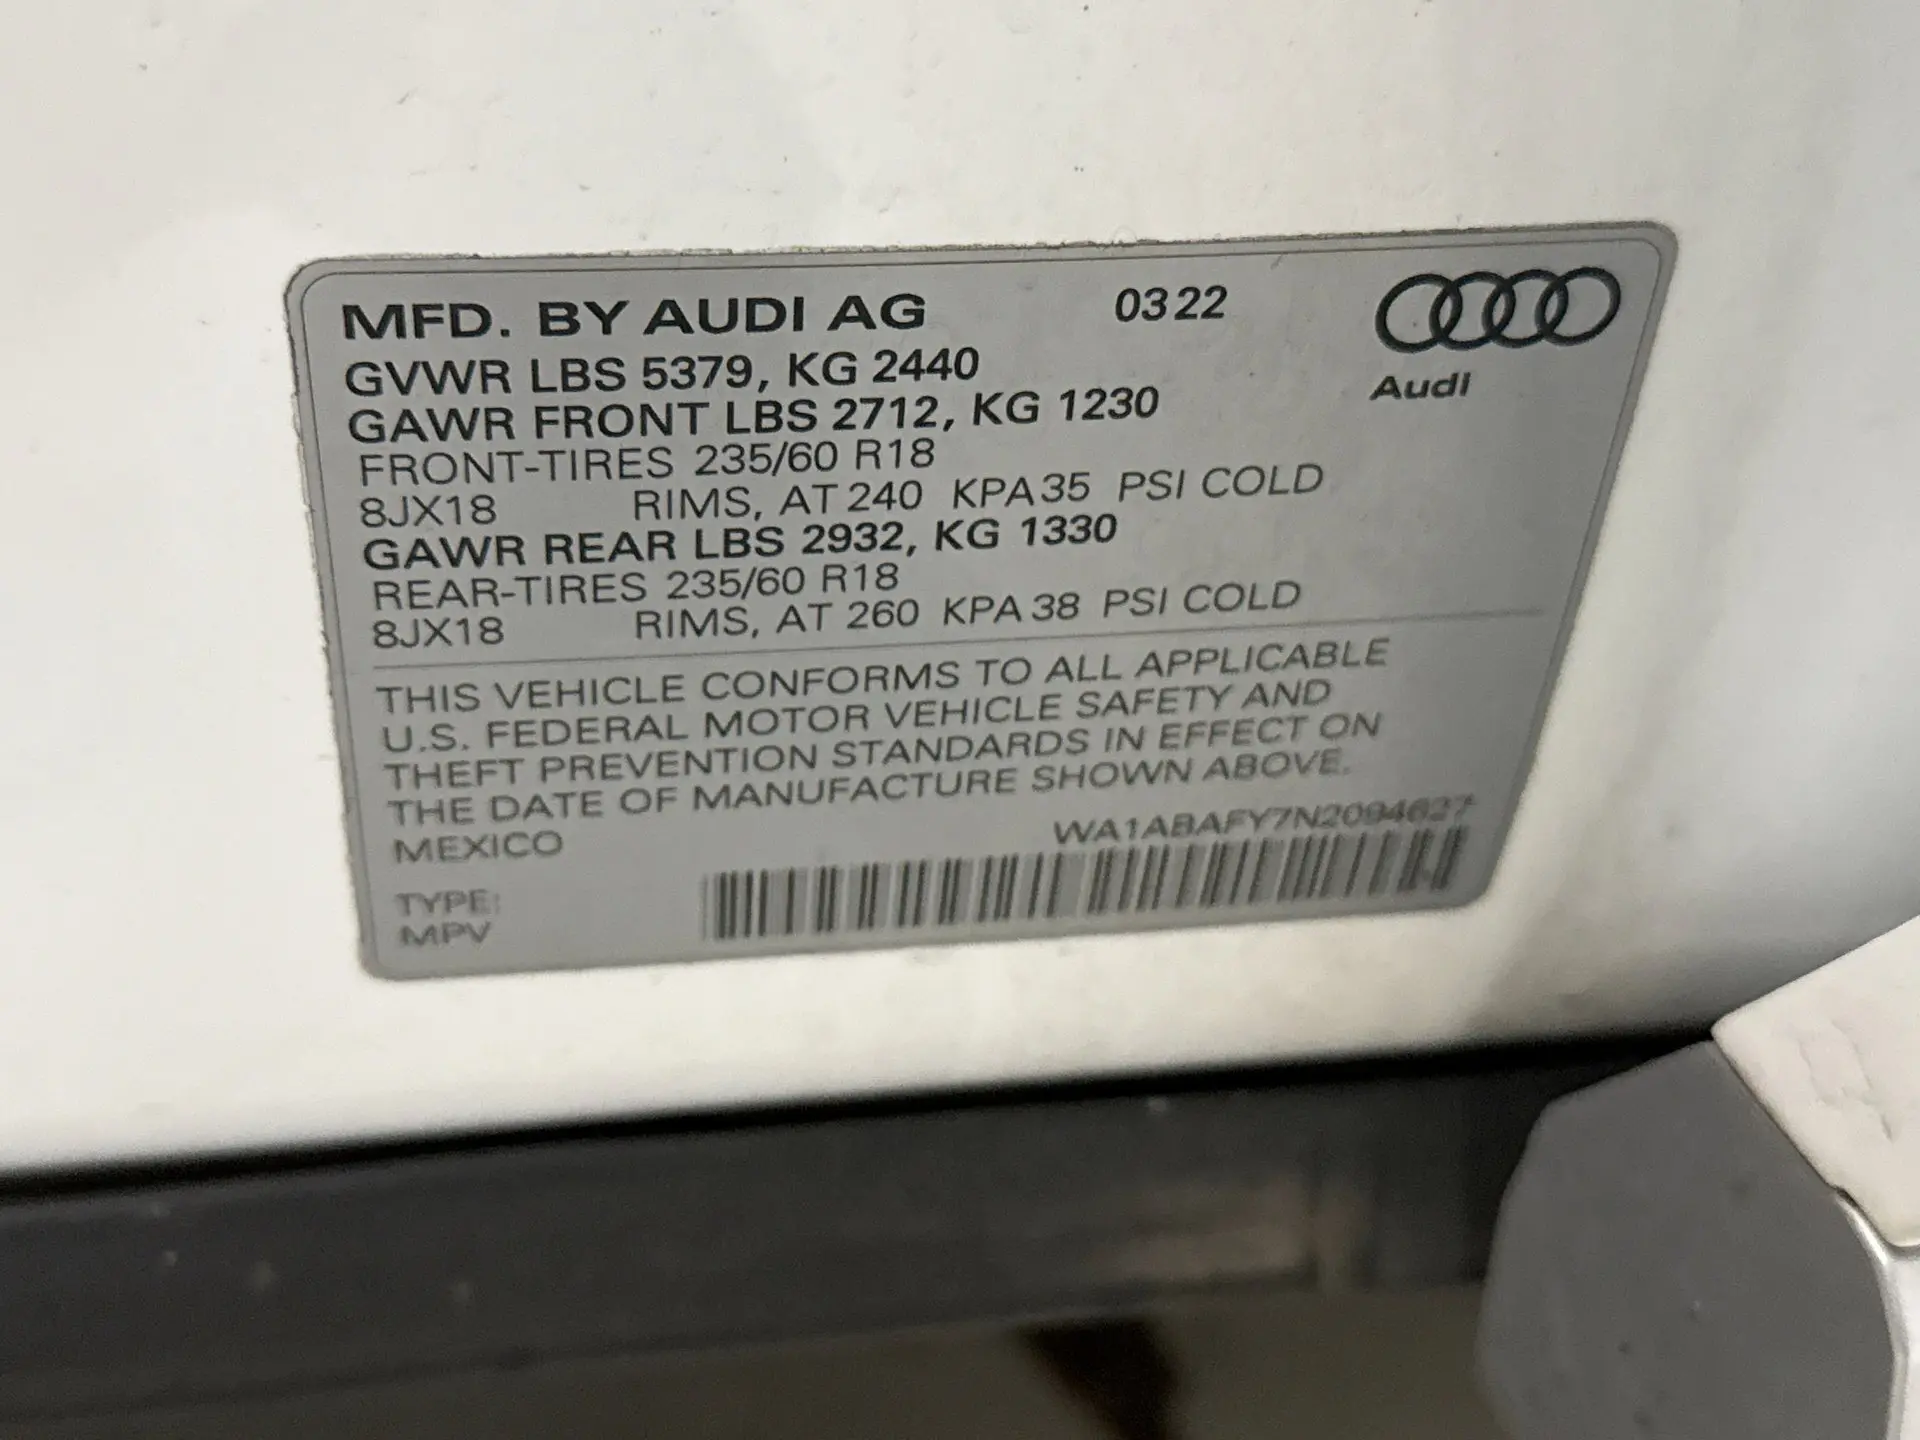 MFD. BY AUDI AG 0322
Audi
GVWR LBS 5379, KG 2440
GAWR FRONT LBS 2712, KG 1230
FRONT-TIRES 235/60 R18
8JX18 RIMS, AT 240 KPA 35 PSI COLD
GAWR REAR LBS 2932, KG 1330
REAR-TIRES 235/60 R18
8JX18 RIMS, AT 260 KPA 38 PSI COLD
THIS VEHICLE CONFORMS TO ALL APPLICABLE
U.S. FEDERAL MOTOR VEHICLE SAFETY AND
THEFT PREVENTION STANDARDS IN EFFECT ON
THE DATE OF MANUFACTURE SHOWN ABOVE.
MEXICO WA1ABAFY7N2094627
TYPE:
MPV